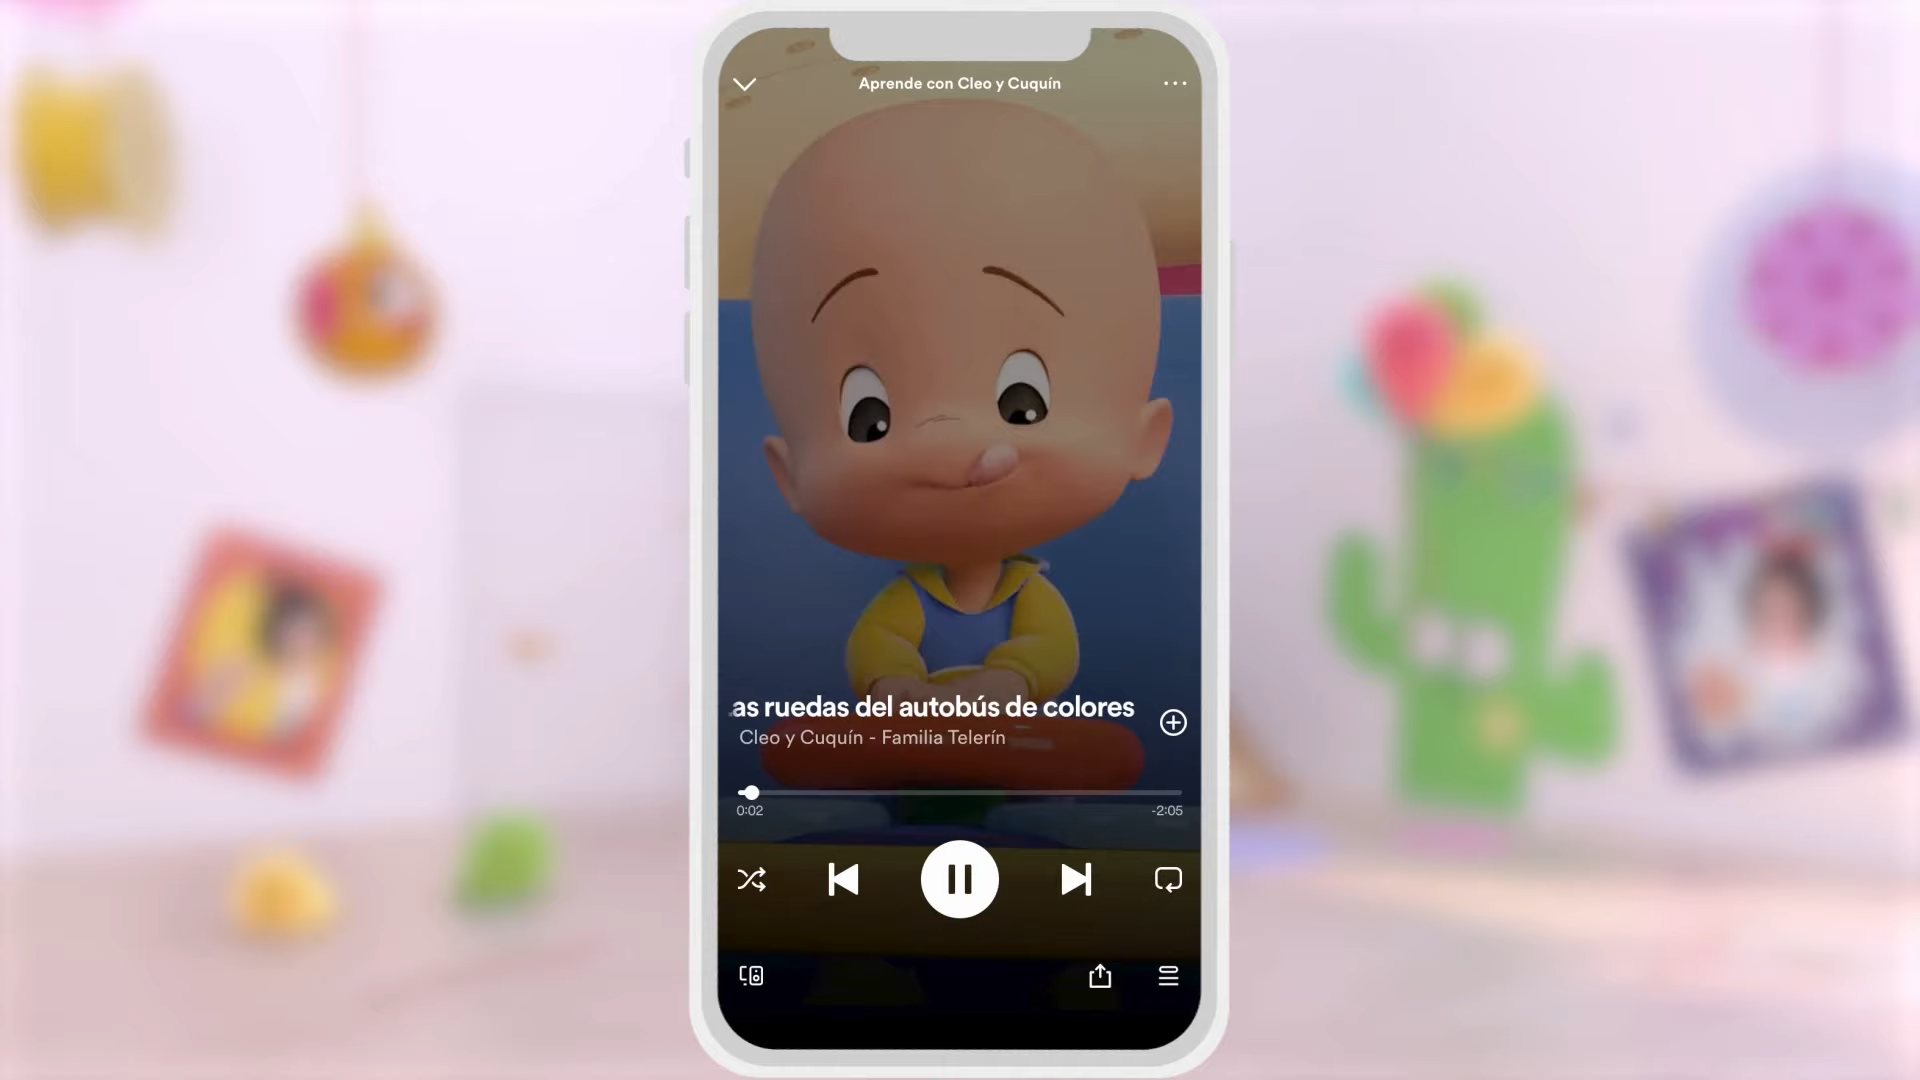 Aprende con Cleo y Cuquín
as ruedas del autobús de colores
Cleo y Cuquín - Familia Telerín
0:02
-2:05